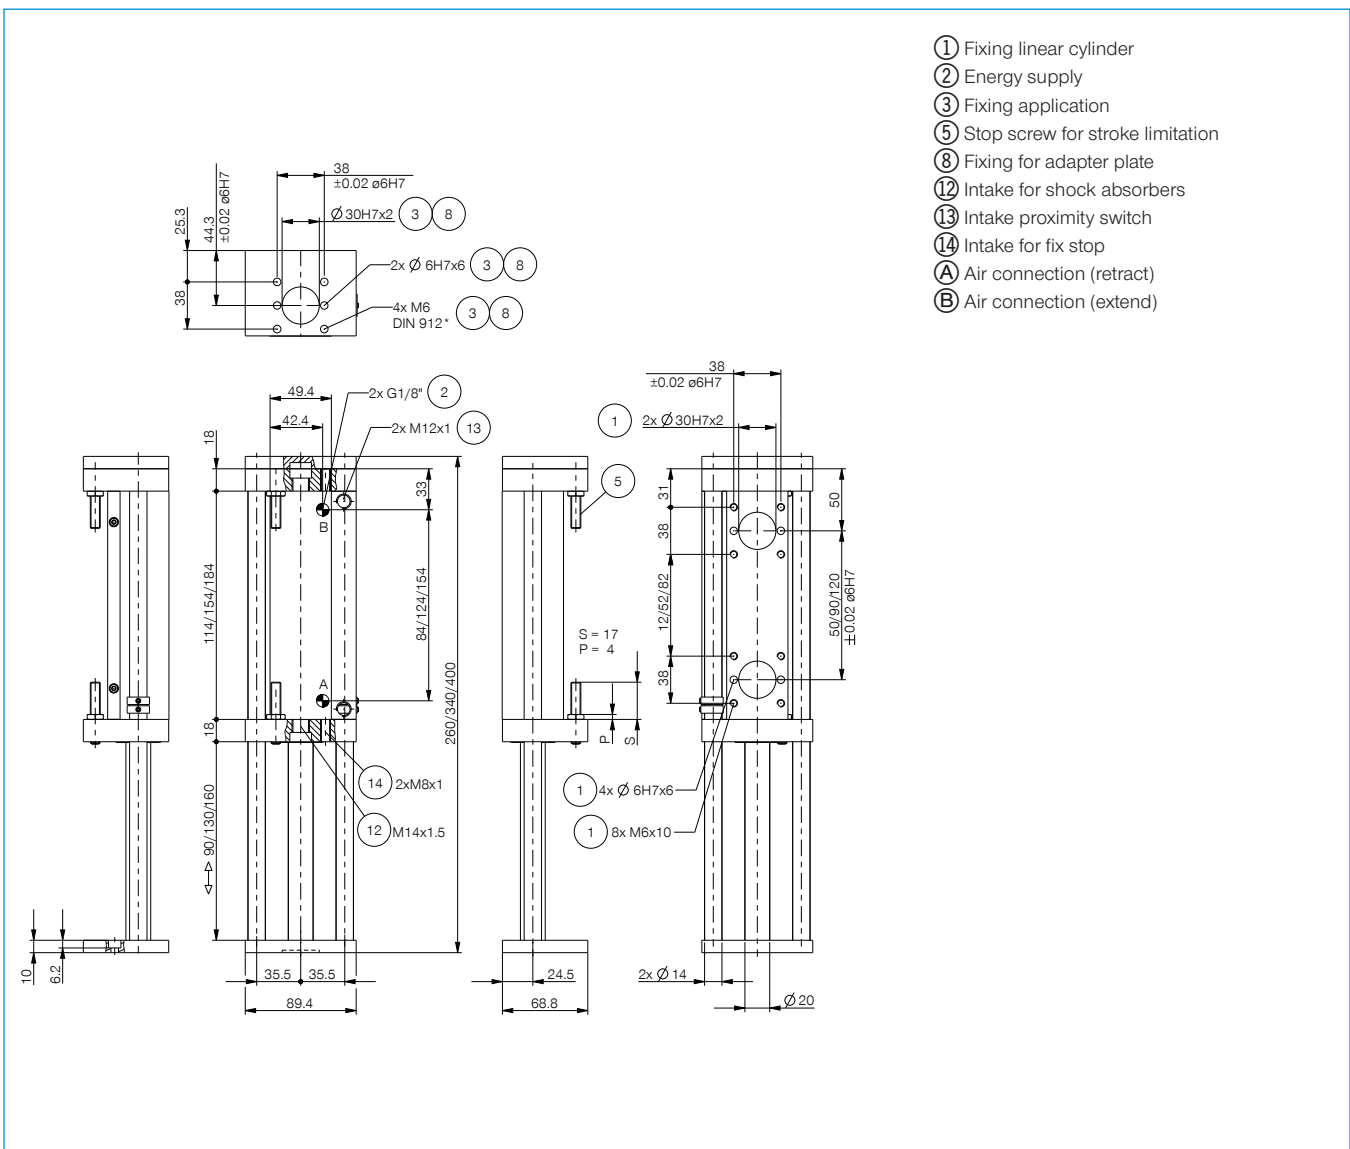 1 Fixing linear cylinder
2 Energy supply
3 Fixing application
5 Stop screw for stroke limitation
8 Fixing for adapter plate
12 Intake for shock absorbers
13 Intake proximity switch
14 Intake for fix stop
A Air connection (retract)
B Air connection (extend)
38
±0.02 ø6H7
Ø30H7x2 3 8
25.3
44.3
±0.02 ø6H7
38
2x Ø 6H7x6 3 8
4x M6
DIN 912* 3 8
49.4
42.4
2x G1/8" 2
2x M12x1 13
18
33
B
114/154/184
84/124/154
260/340/400
A
18
14 2xM8x1
12 M14x1.5
90/130/160
10
6.2
35.5 35.5
89.4
5
S = 17
P = 4
P
S
24.5
68.8
38
±0.02 ø6H7
1 2x Ø30H7x2
31
38
12/52/82
38
50
50/90/120
±0.02 ø6H7
1 4x Ø 6H7x6
1 8x M6x10
2x Ø 14
Ø 20